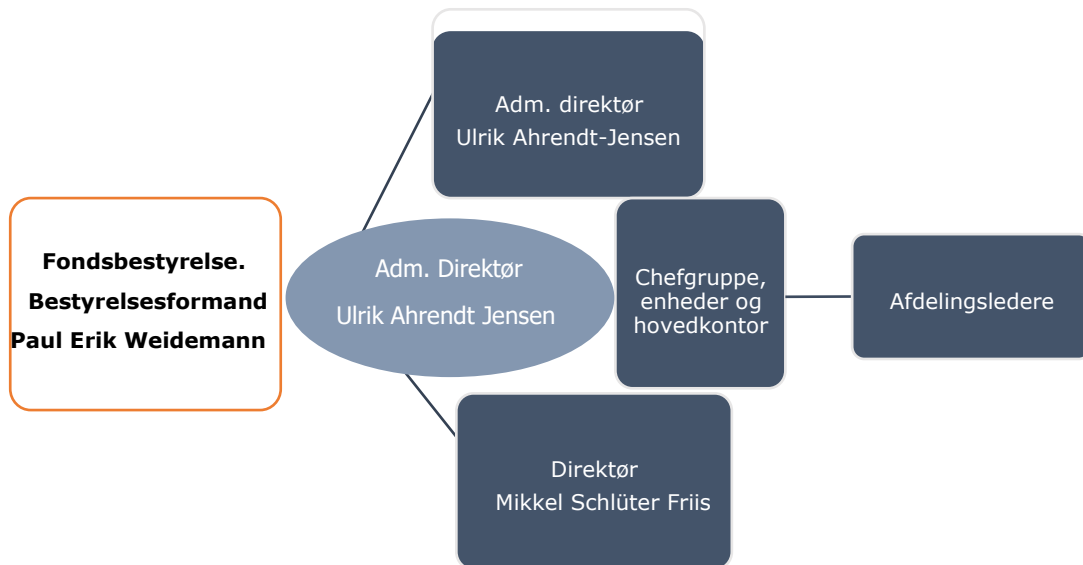 Adm. direktør
Ulrik Ahrendt-Jensen
Fondsbestyrelse.
Bestyrelsesformand
Paul Erik Weidemann
Adm. Direktør
Ulrik Ahrendt Jensen
Chefgruppe,
enheder og
hovedkontor
Afdelingsledere
Direktør
Mikkel Schlüter Friis